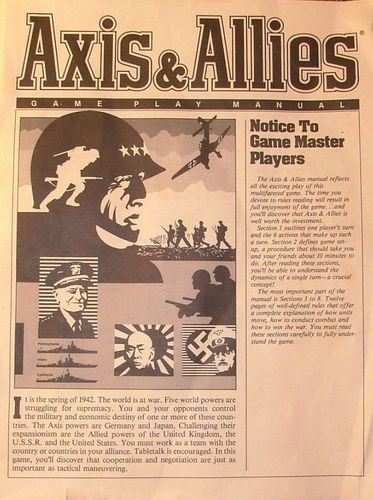 Axis & Allies®
GAME PLAY MANUAL
Notice To
Game Master
Players
The Axis & Allies manual reflects
all the exciting play of this
multifaceted game. The time you
devote to rules reading will result in
full enjoyment of the game. . .and
you'll discover that Axis & Allies is
well worth the investment.
Section 1 outlines one player's turn
and the 6 actions that make up such
a turn. Section 2 defines game set-
up, a procedure that should take you
and your friends about 10 minutes to
do. After reading these sections,
you'll be able to understand the
dynamics of a single turn—a crucial
concept!
The most important part of the
manual is Sections 3 to 8. Twelve
pages of well-defined rules that offer
a complete explanation of how units
move, how to conduct combat and
how to win the war. You must read
these sections carefully to fully under-
stand the game.
Pennsylvania
Idaho
California
It is the spring of 1942. The world is at war. Five world powers are
struggling for supremacy. You and your opponents control
the military and economic destiny of one or more of these coun-
tries. The Axis powers are Germany and Japan. Challenging their
expansionism are the Allied powers of the United Kingdom, the
U.S.S.R. and the United States. You must work as a team with the
country or countries in your alliance. Tabletalk is encouraged. In this
game, you'll discover that cooperation and negotiation are just as
important as tactical maneuvering.